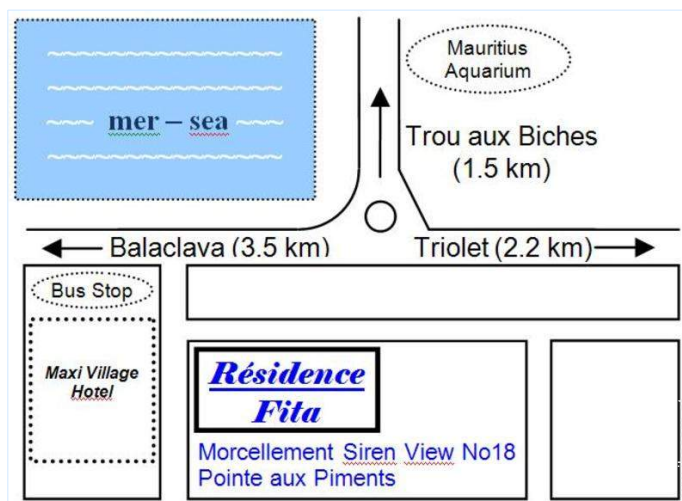 Mauritius
Aquarium
mer – sea
Trou aux Biches
(1.5 km)
Balaclava (3.5 km)
Triolet (2.2 km)
Bus Stop
Maxi Village
Hotel
Résidence
Fita
Morcellement Siren View No18
Pointe aux Piments